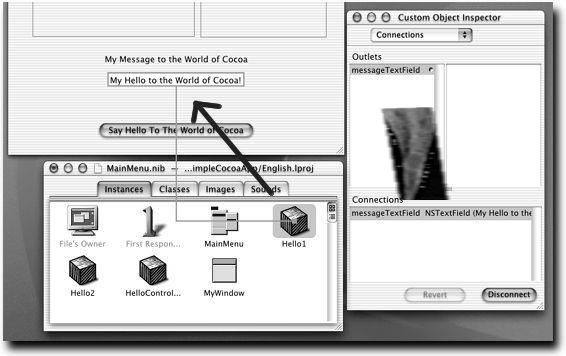 My Message to the World of Cocoa
My Hello to the World of Cocoa!
Say Hello To The World of Cocoa
MainMenu.nib — ...impleCocoaApp/English.lproj
Instances Classes Images Sounds
File's Owner First Respon... MainMenu Hello1
Hello2 HelloControl... MyWindow
Custom Object Inspector
Connections
Outlets
messageTextField
Connections
messageTextField NSTextField (My Hello to the
Revert Disconnect